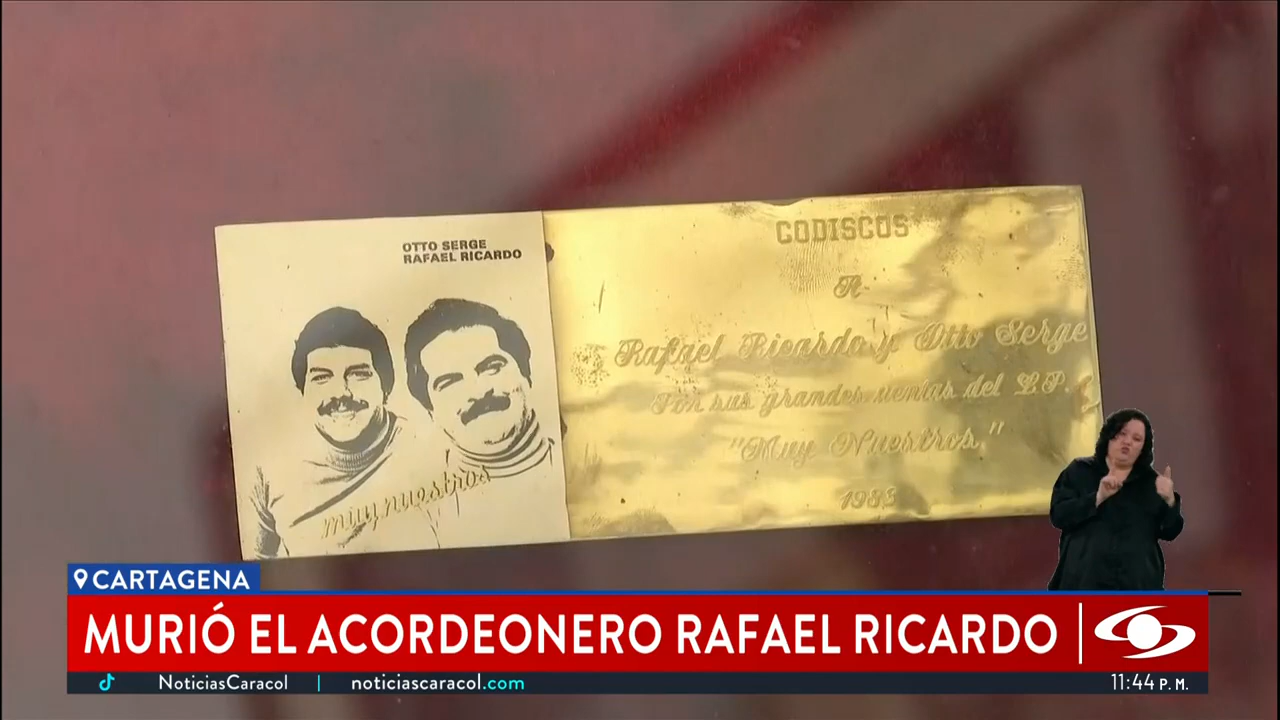 OTTO SERGE
RAFAEL RICARDO
muy nuestros
CODISCOS
A
Rafael Ricardo y Otto Serge
Por sus grandes ventas del L.P.
"Muy Nuestros."
1983
CARTAGENA
MURIÓ EL ACORDEONERO RAFAEL RICARDO
NoticiasCaracol | noticiascaracol.com
11:44 P.M.